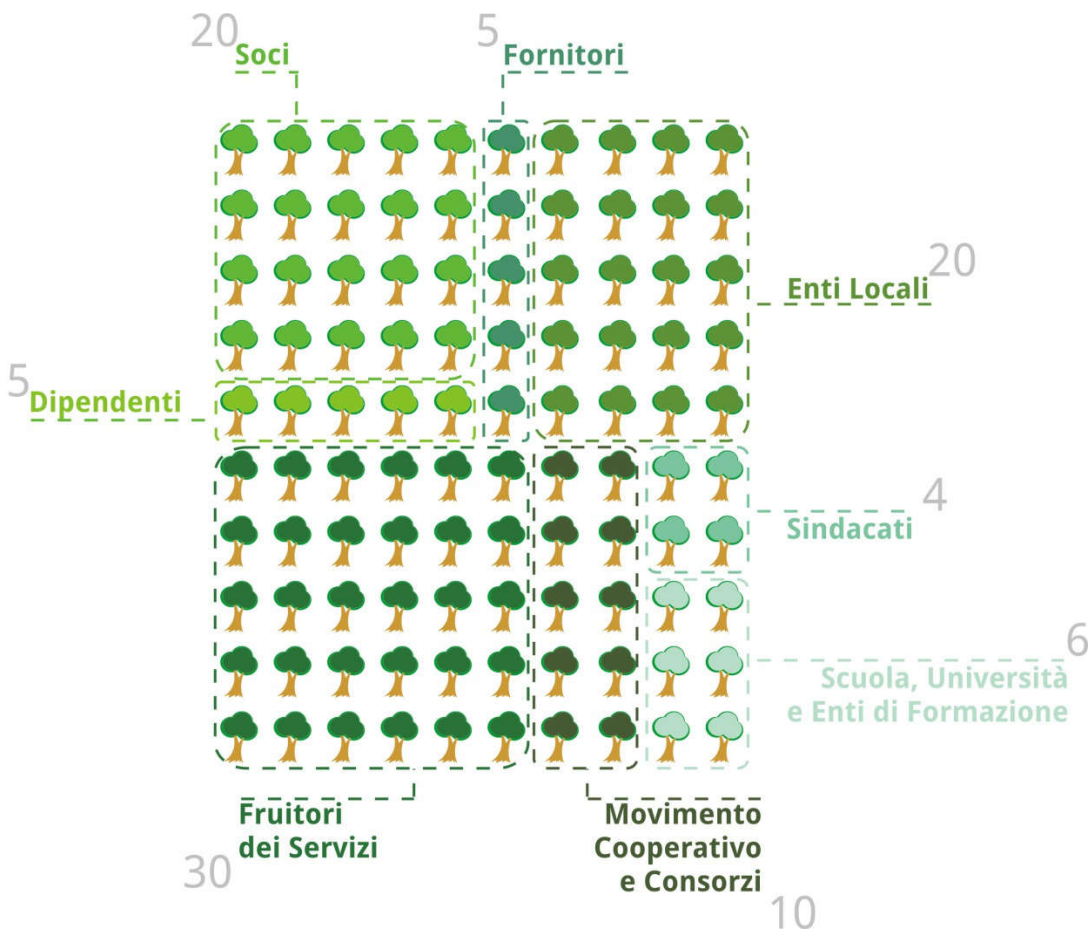 20
Soci
5
Fornitori
20
Enti Locali
5
Dipendenti
4
Sindacati
6
Scuola, Università
e Enti di Formazione
Fruitori
dei Servizi
30
Movimento
Cooperativo
e Consorzi
10